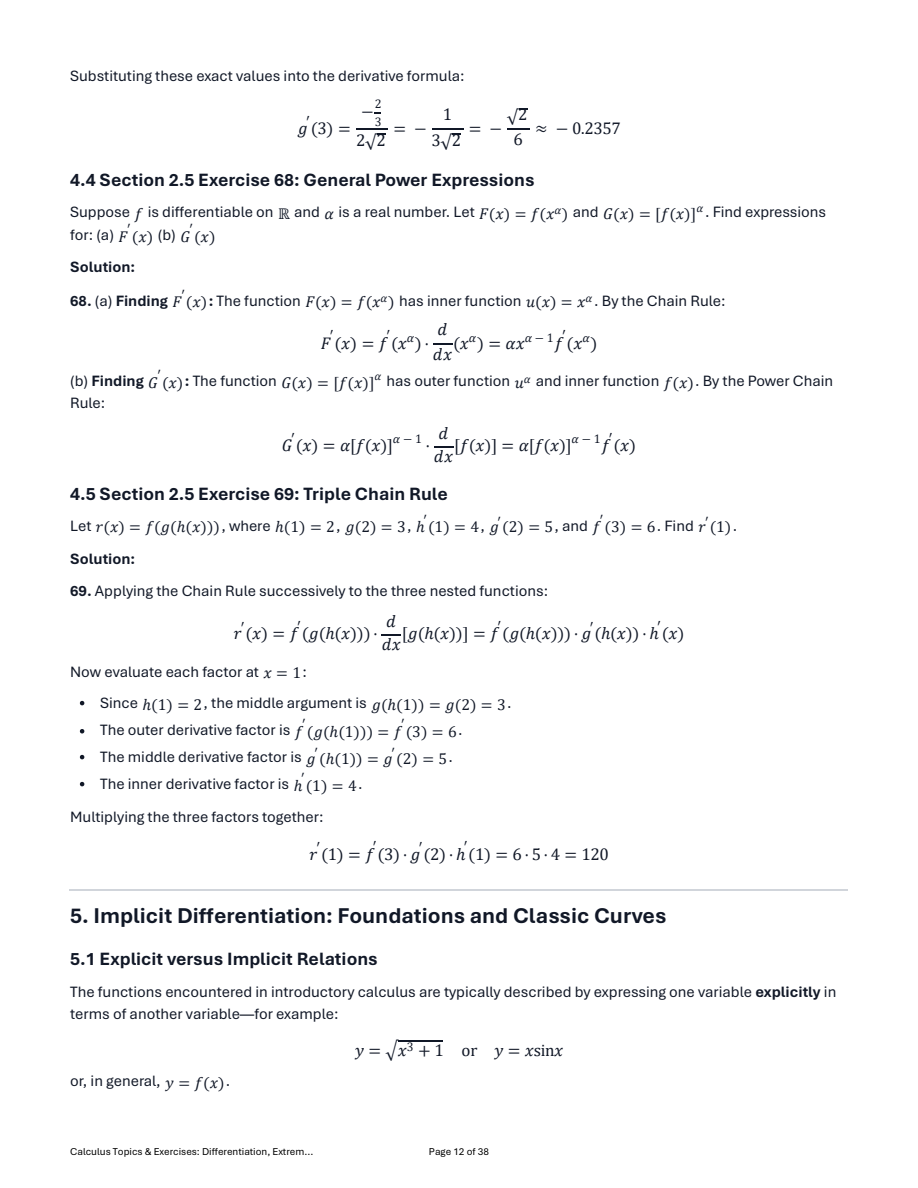 Substituting these exact values into the derivative formula:
g′(3) = (−2/3)/(2√2) = − 1/(3√2) = − √2/6 ≈ − 0.2357
4.4 Section 2.5 Exercise 68: General Power Expressions
Suppose f is differentiable on ℝ and α is a real number. Let F(x) = f(x^α) and G(x) = [f(x)]^α. Find expressions
for: (a) F′(x) (b) G′(x)
Solution:
68. (a) Finding F′(x): The function F(x) = f(x^α) has inner function u(x) = x^α. By the Chain Rule:
F′(x) = f′(x^α) · d/dx (x^α) = αx^(α − 1) f′(x^α)
(b) Finding G′(x): The function G(x) = [f(x)]^α has outer function u^α and inner function f(x). By the Power Chain
Rule:
G′(x) = α[f(x)]^(α − 1) · d/dx [f(x)] = α[f(x)]^(α − 1) f′(x)
4.5 Section 2.5 Exercise 69: Triple Chain Rule
Let r(x) = f(g(h(x))), where h(1) = 2, g(2) = 3, h′(1) = 4, g′(2) = 5, and f′(3) = 6. Find r′(1).
Solution:
69. Applying the Chain Rule successively to the three nested functions:
r′(x) = f′(g(h(x))) · d/dx [g(h(x))] = f′(g(h(x))) · g′(h(x)) · h′(x)
Now evaluate each factor at x = 1:
• Since h(1) = 2, the middle argument is g(h(1)) = g(2) = 3.
• The outer derivative factor is f′(g(h(1))) = f′(3) = 6.
• The middle derivative factor is g′(h(1)) = g′(2) = 5.
• The inner derivative factor is h′(1) = 4.
Multiplying the three factors together:
r′(1) = f′(3) · g′(2) · h′(1) = 6 · 5 · 4 = 120
5. Implicit Differentiation: Foundations and Classic Curves
5.1 Explicit versus Implicit Relations
The functions encountered in introductory calculus are typically described by expressing one variable explicitly in
terms of another variable—for example:
y = √(x³ + 1) or y = xsinx
or, in general, y = f(x).
Calculus Topics & Exercises: Differentiation, Extrem... Page 12 of 38